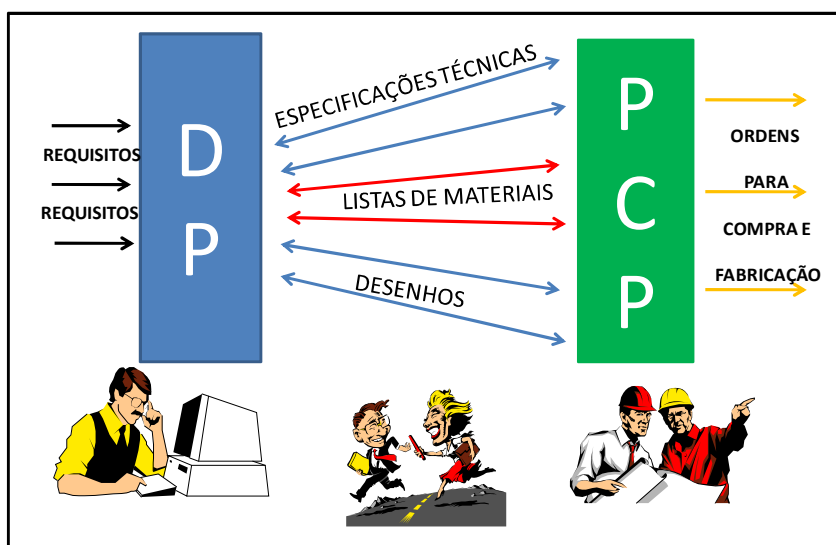 REQUISITOS
REQUISITOS
D
P
ESPECIFICAÇÕES TÉCNICAS
LISTAS DE MATERIAIS
DESENHOS
P
C
P
ORDENS
PARA
COMPRA E
FABRICAÇÃO